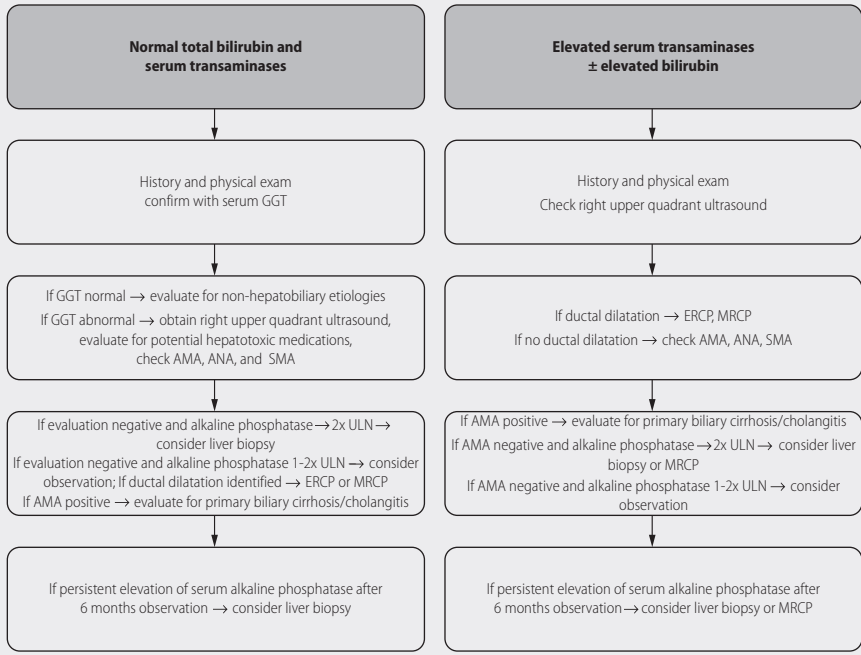 Normal total bilirubin and
serum transaminases
History and physical exam
confirm with serum GGT
If GGT normal → evaluate for non-hepatobiliary etiologies
If GGT abnormal → obtain right upper quadrant ultrasound,
evaluate for potential hepatotoxic medications,
check AMA, ANA, and SMA
If evaluation negative and alkaline phosphatase → 2x ULN →
consider liver biopsy
If evaluation negative and alkaline phosphatase 1-2x ULN → consider
observation; If ductal dilatation identified → ERCP or MRCP
If AMA positive → evaluate for primary biliary cirrhosis/cholangitis
If persistent elevation of serum alkaline phosphatase after
6 months observation → consider liver biopsy
Elevated serum transaminases
± elevated bilirubin
History and physical exam
Check right upper quadrant ultrasound
If ductal dilatation → ERCP, MRCP
If no ductal dilatation → check AMA, ANA, SMA
If AMA positive → evaluate for primary biliary cirrhosis/cholangitis
If AMA negative and alkaline phosphatase → 2x ULN → consider liver
biopsy or MRCP
If AMA negative and alkaline phosphatase 1-2x ULN → consider
observation
If persistent elevation of serum alkaline phosphatase after
6 months observation → consider liver biopsy or MRCP